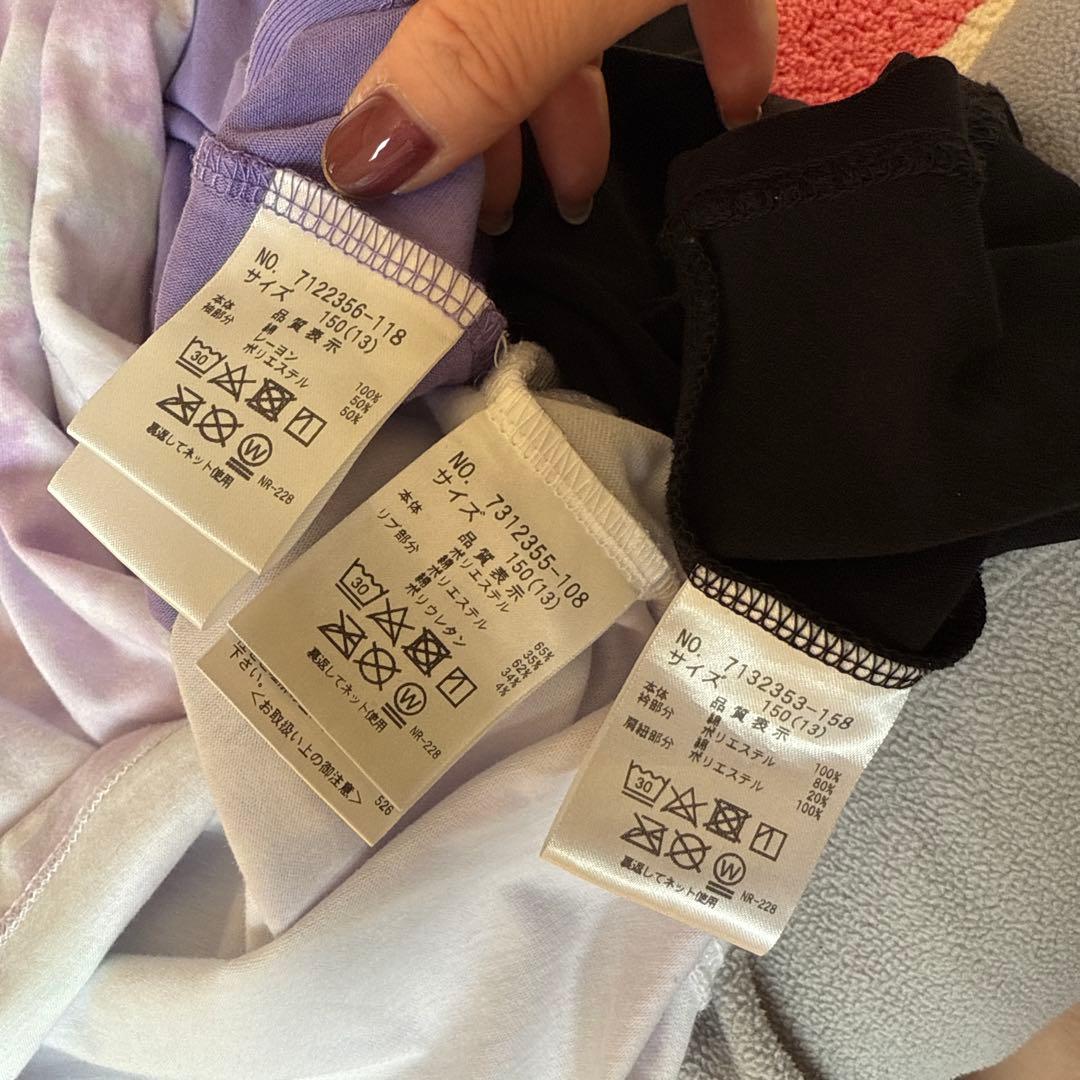 NO. 7122356-118
サイズ 150(13)
品質表示
本体 綿 100%
袖部分 レーヨン 50%
ポリエステル 50%
30
W
裏返してネット使用
NR-228
NO. 7312355-108
サイズ 150(13)
品質表示
本体 ポリエステル 65%
綿 35%
リブ部分 ポリエステル 62%
綿 34%
ポリウレタン 4%
30
W
裏返してネット使用
NR-228
下さい。
〈お取扱い上の御注意〉
526
NO. 7132353-158
サイズ 150(13)
品質表示
本体 綿 100%
衿部分 ポリエステル 80%
綿 20%
肩紐部分 ポリエステル 100%
30
W
裏返してネット使用
NR-228